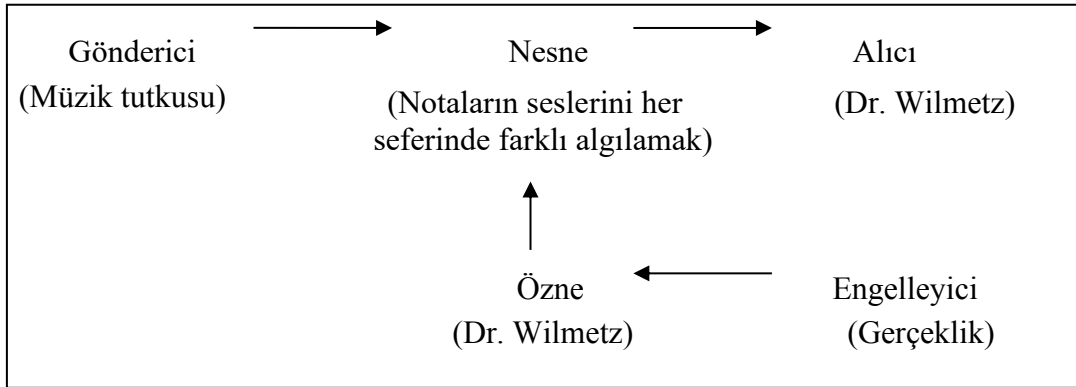 Gönderici
Nesne
Alıcı
(Müzik tutkusu)
(Notaların seslerini her
seferinde farklı algılamak)
(Dr. Wilmetz)
Özne
Engelleyici
(Dr. Wilmetz)
(Gerçeklik)